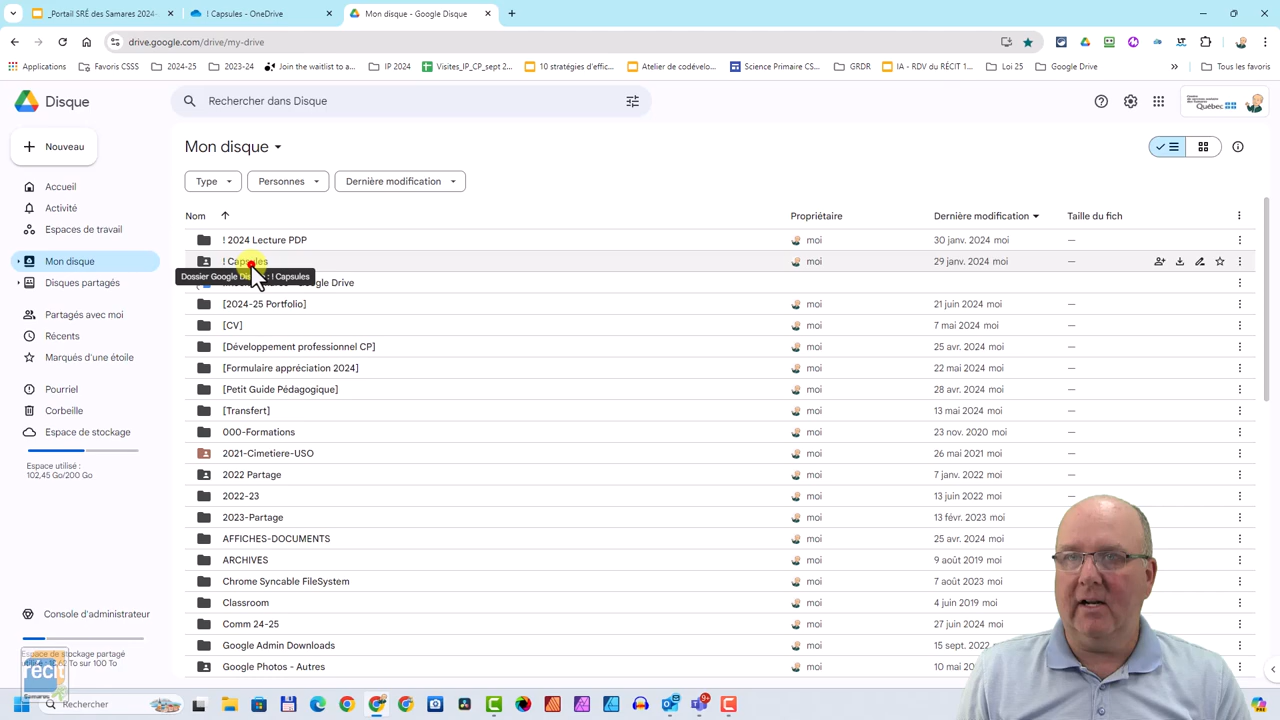 _Portail SRÉ des Samares 2024-
! Capsules - OneDrive
Mon disque - Google Disque
drive.google.com/drive/my-drive
Applications
Favoris CSSS
2024-25
2023-24
Join the waitlist to a...
IP 2024
Visite_IP_CP_sept 2...
10 stratégies d'effic...
Atelier de codévelo...
Science Primaire CS...
GRDR
IA - RDV du RÉCIT 1...
Loi 25
Google Drive
Tous les favoris
Disque
Rechercher dans Disque
Québec
Nouveau
Mon disque
Type
Personnes
Dernière modification
Accueil
Activité
Espaces de travail
Mon disque
Disques partagés
Partagés avec moi
Récents
Marqués d'une étoile
Pourriel
Corbeille
Espace de stockage
Espace utilisé :
102,45 Go/200 Go
Console d'administrateur
Espace de stockage partagé
To sur 100 To
récit
Samares
Nom Propriétaire Dernière modification Taille du fich
! 2024 Lecture PDP moi 30 janv. 2024 moi —
! Capsules moi 29 janv. 2024 moi —
Dossier Google Di : ! Capsules
Google Drive
[2024-25 Portfolio] moi 21 juin 2024 moi —
[CV] moi 7 mai 2024 moi —
[Développement professionnel CP] moi 25 avr. 2024 moi —
[Formulaire appréciation 2024] moi 22 mai 2024 moi —
[Petit Guide Pédagogique] moi 28 avr. 2024 moi —
[Transfert] moi 13 mai 2024 moi —
000-Formations moi 23 nov. 2020 moi —
2021-Cimetiere-USO moi 26 mai 2021 moi —
2022 Partage moi 7 janv. 2022 moi —
2022-23 moi 13 juin 2022 moi —
2023-Partage moi 13 févr. 2023 moi —
AFFICHES-DOCUMENTS moi 25 avr. 2024 moi —
ARCHIVES moi 9 août 2019 moi —
Chrome Syncable FileSystem moi 7 août 2023 moi
Classroom moi 4 juin 2019 moi
Comm 24-25 moi 27 juin 2024 moi
Google Admin Downloads moi 15 sept. 2022
Google Photos - Autres moi 10 mai
Rechercher